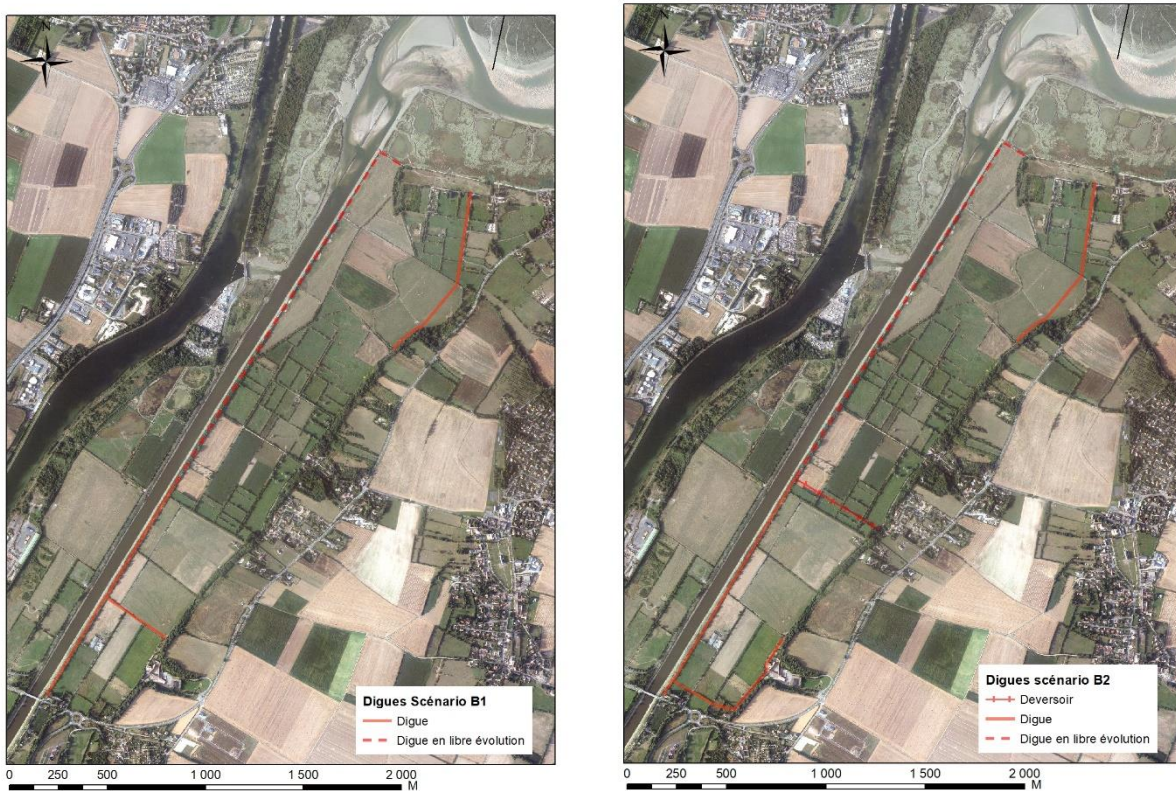 N
Digues Scénario B1
Digue
Digue en libre évolution
0 250 500 1 000 1 500 2 000
M
N
Digues scénario B2
Deversoir
Digue
Digue en libre évolution
0 250 500 1 000 1 500 2 000
M